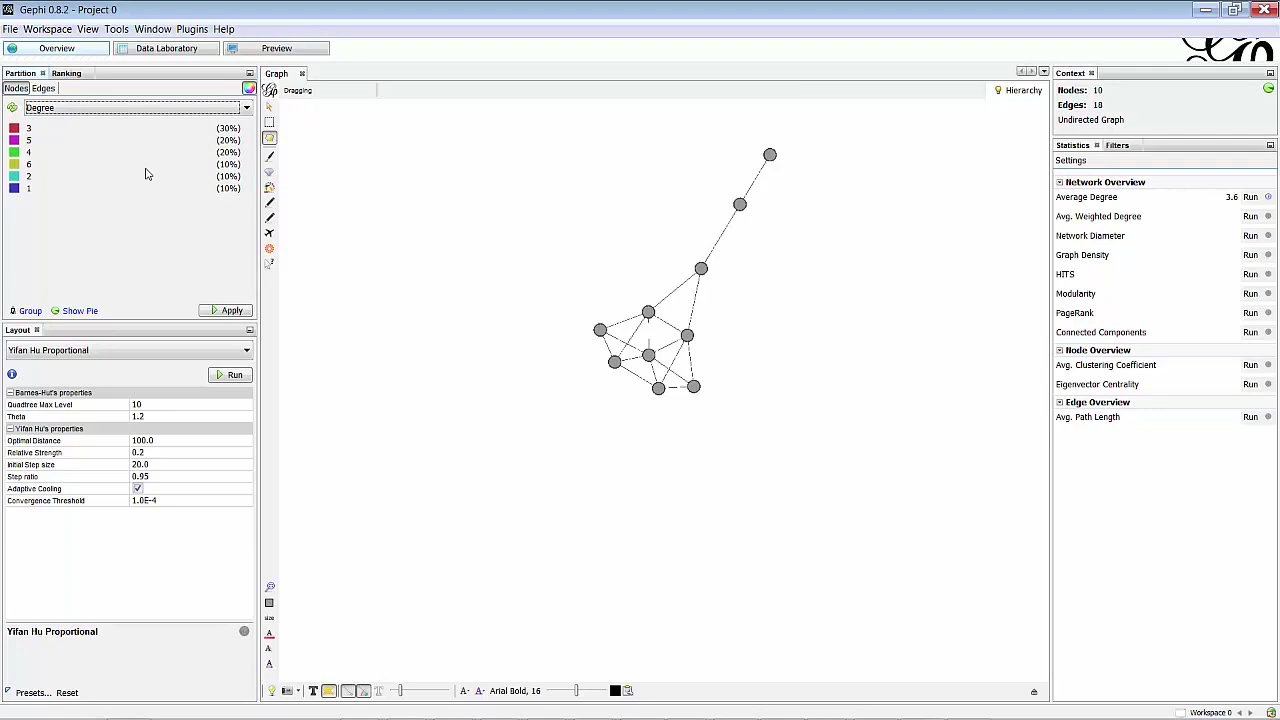 Gephi 0.8.2 - Project 0
File Workspace View Tools Window Plugins Help
Overview Data Laboratory Preview
Partition Ranking
Nodes Edges
Degree
3 (30%)
5 (20%)
4 (20%)
6 (10%)
2 (10%)
1 (10%)
Group Show Pie Apply
Layout
Yifan Hu Proportional
Run
Barnes-Hut's properties
Quadtree Max Level 10
Theta 1.2
Yifan Hu's properties
Optimal Distance 100.0
Relative Strength 0.2
Initial Step size 20.0
Step ratio 0.95
Adaptive Cooling
Convergence Threshold 1.0E-4
Yifan Hu Proportional
Presets... Reset
Graph
Dragging
Hierarchy
size
A
A
A
T T A- A- Arial Bold, 16
Context
Nodes: 10
Edges: 18
Undirected Graph
Statistics Filters
Settings
Network Overview
Average Degree 3.6 Run
Avg. Weighted Degree Run
Network Diameter Run
Graph Density Run
HITS Run
Modularity Run
PageRank Run
Connected Components Run
Node Overview
Avg. Clustering Coefficient Run
Eigenvector Centrality Run
Edge Overview
Avg. Path Length Run
Workspace 0